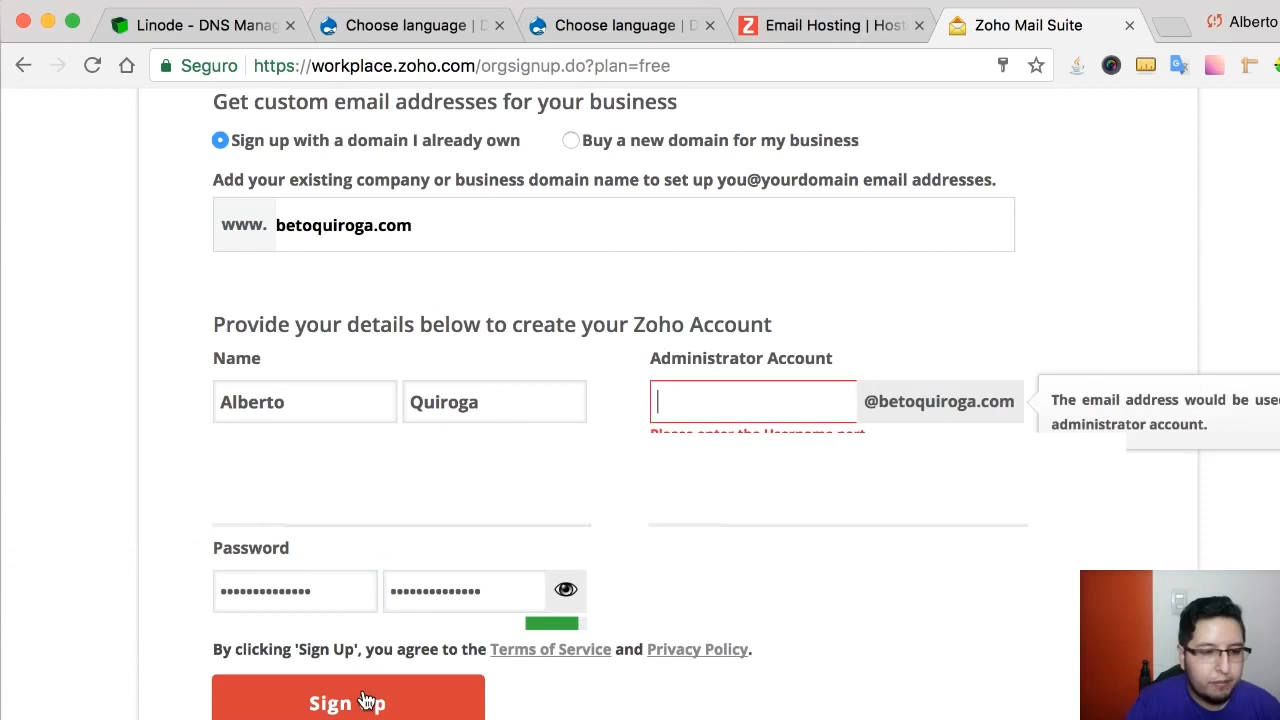 Linode - DNS Manag
Choose language | D
Choose language | D
Email Hosting | Host
Zoho Mail Suite
Alberto
Seguro
https://workplace.zoho.com/orgsignup.do?plan=free
Get custom email addresses for your business
Sign up with a domain I already own
Buy a new domain for my business
Add your existing company or business domain name to set up you@yourdomain email addresses.
www. betoquiroga.com
Provide your details below to create your Zoho Account
Name
Administrator Account
Alberto
Quiroga
@betoquiroga.com
The email address would be use
administrator account.
Please enter the Username part
Password
••••••••••••••
••••••••••••••
By clicking 'Sign Up', you agree to the Terms of Service and Privacy Policy.
Sign Up